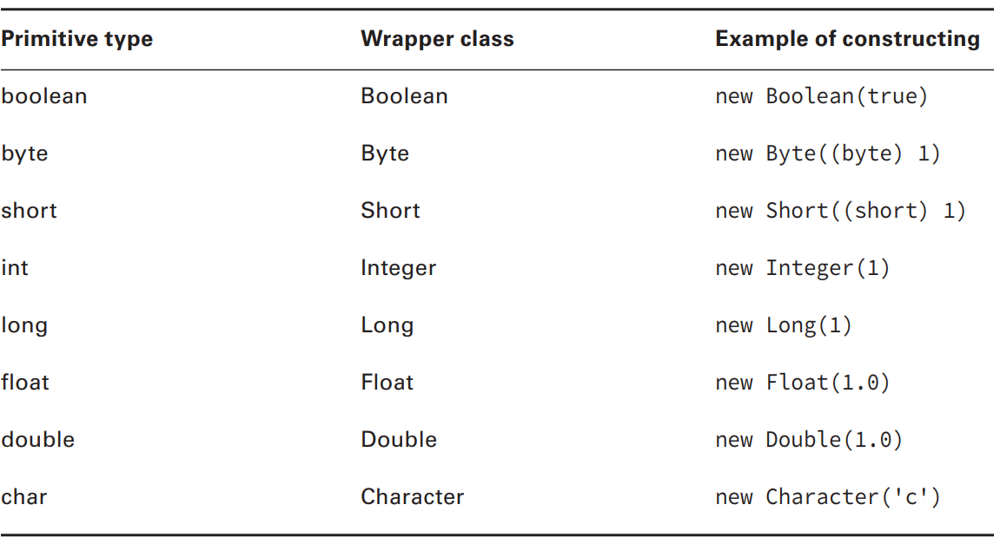 Primitive type Wrapper class Example of constructing
boolean Boolean new Boolean(true)
byte Byte new Byte((byte) 1)
short Short new Short((short) 1)
int Integer new Integer(1)
long Long new Long(1)
float Float new Float(1.0)
double Double new Double(1.0)
char Character new Character('c')